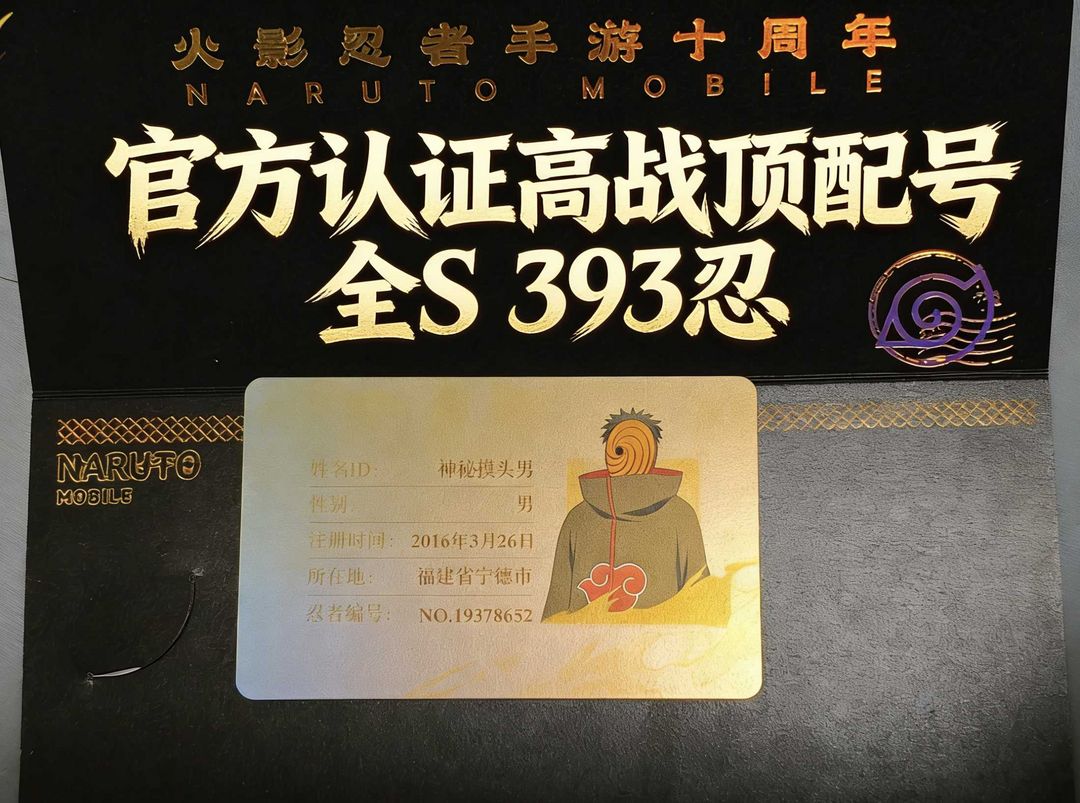 火影忍者手游十周年
NARUTO MOBILE
官方认证高战顶配号
全S 393忍
NARUTO
MOBILE
姓名ID: 神秘摸头男
性别: 男
注册时间: 2016年3月26日
所在地: 福建省宁德市
忍者编号: NO.19378652